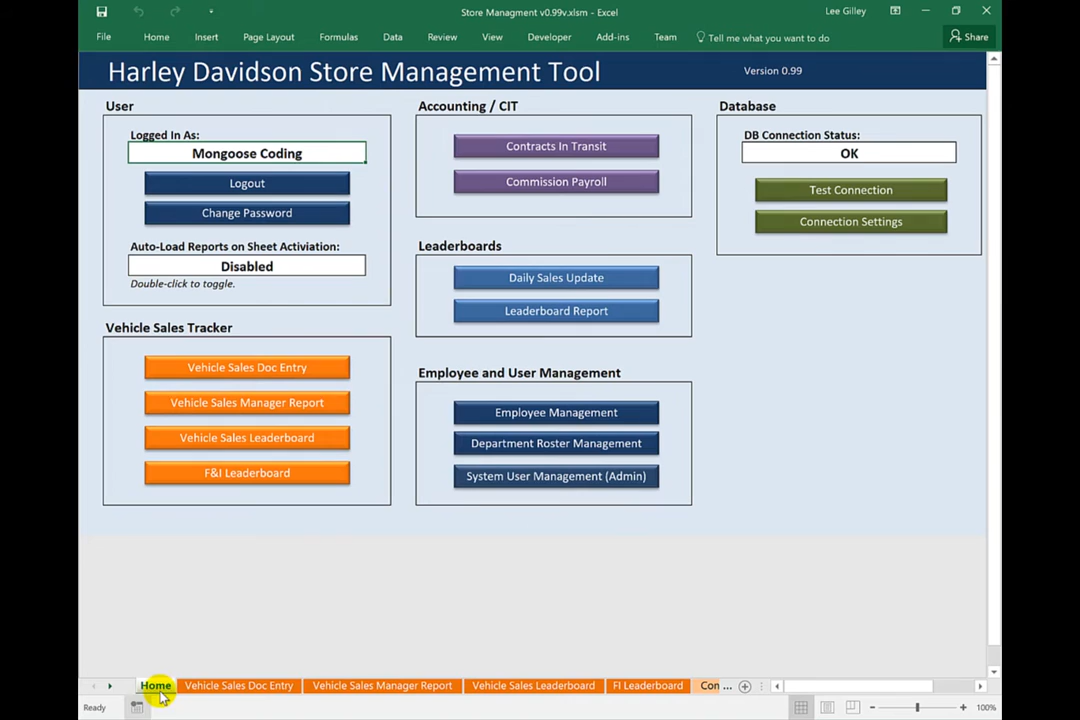 Store Managment v0.99v.xlsm - Excel
Lee Gilley
File Home Insert Page Layout Formulas Data Review View Developer Add-ins Team Tell me what you want to do Share
Harley Davidson Store Management Tool
Version 0.99
User
Logged In As:
Mongoose Coding
Logout
Change Password
Auto-Load Reports on Sheet Activiation:
Disabled
Double-click to toggle.
Vehicle Sales Tracker
Vehicle Sales Doc Entry
Vehicle Sales Manager Report
Vehicle Sales Leaderboard
F&I Leaderboard
Accounting / CIT
Contracts In Transit
Commission Payroll
Leaderboards
Daily Sales Update
Leaderboard Report
Employee and User Management
Employee Management
Department Roster Management
System User Management (Admin)
Database
DB Connection Status:
OK
Test Connection
Connection Settings
Home Vehicle Sales Doc Entry Vehicle Sales Manager Report Vehicle Sales Leaderboard FI Leaderboard Con ...
Ready
100%